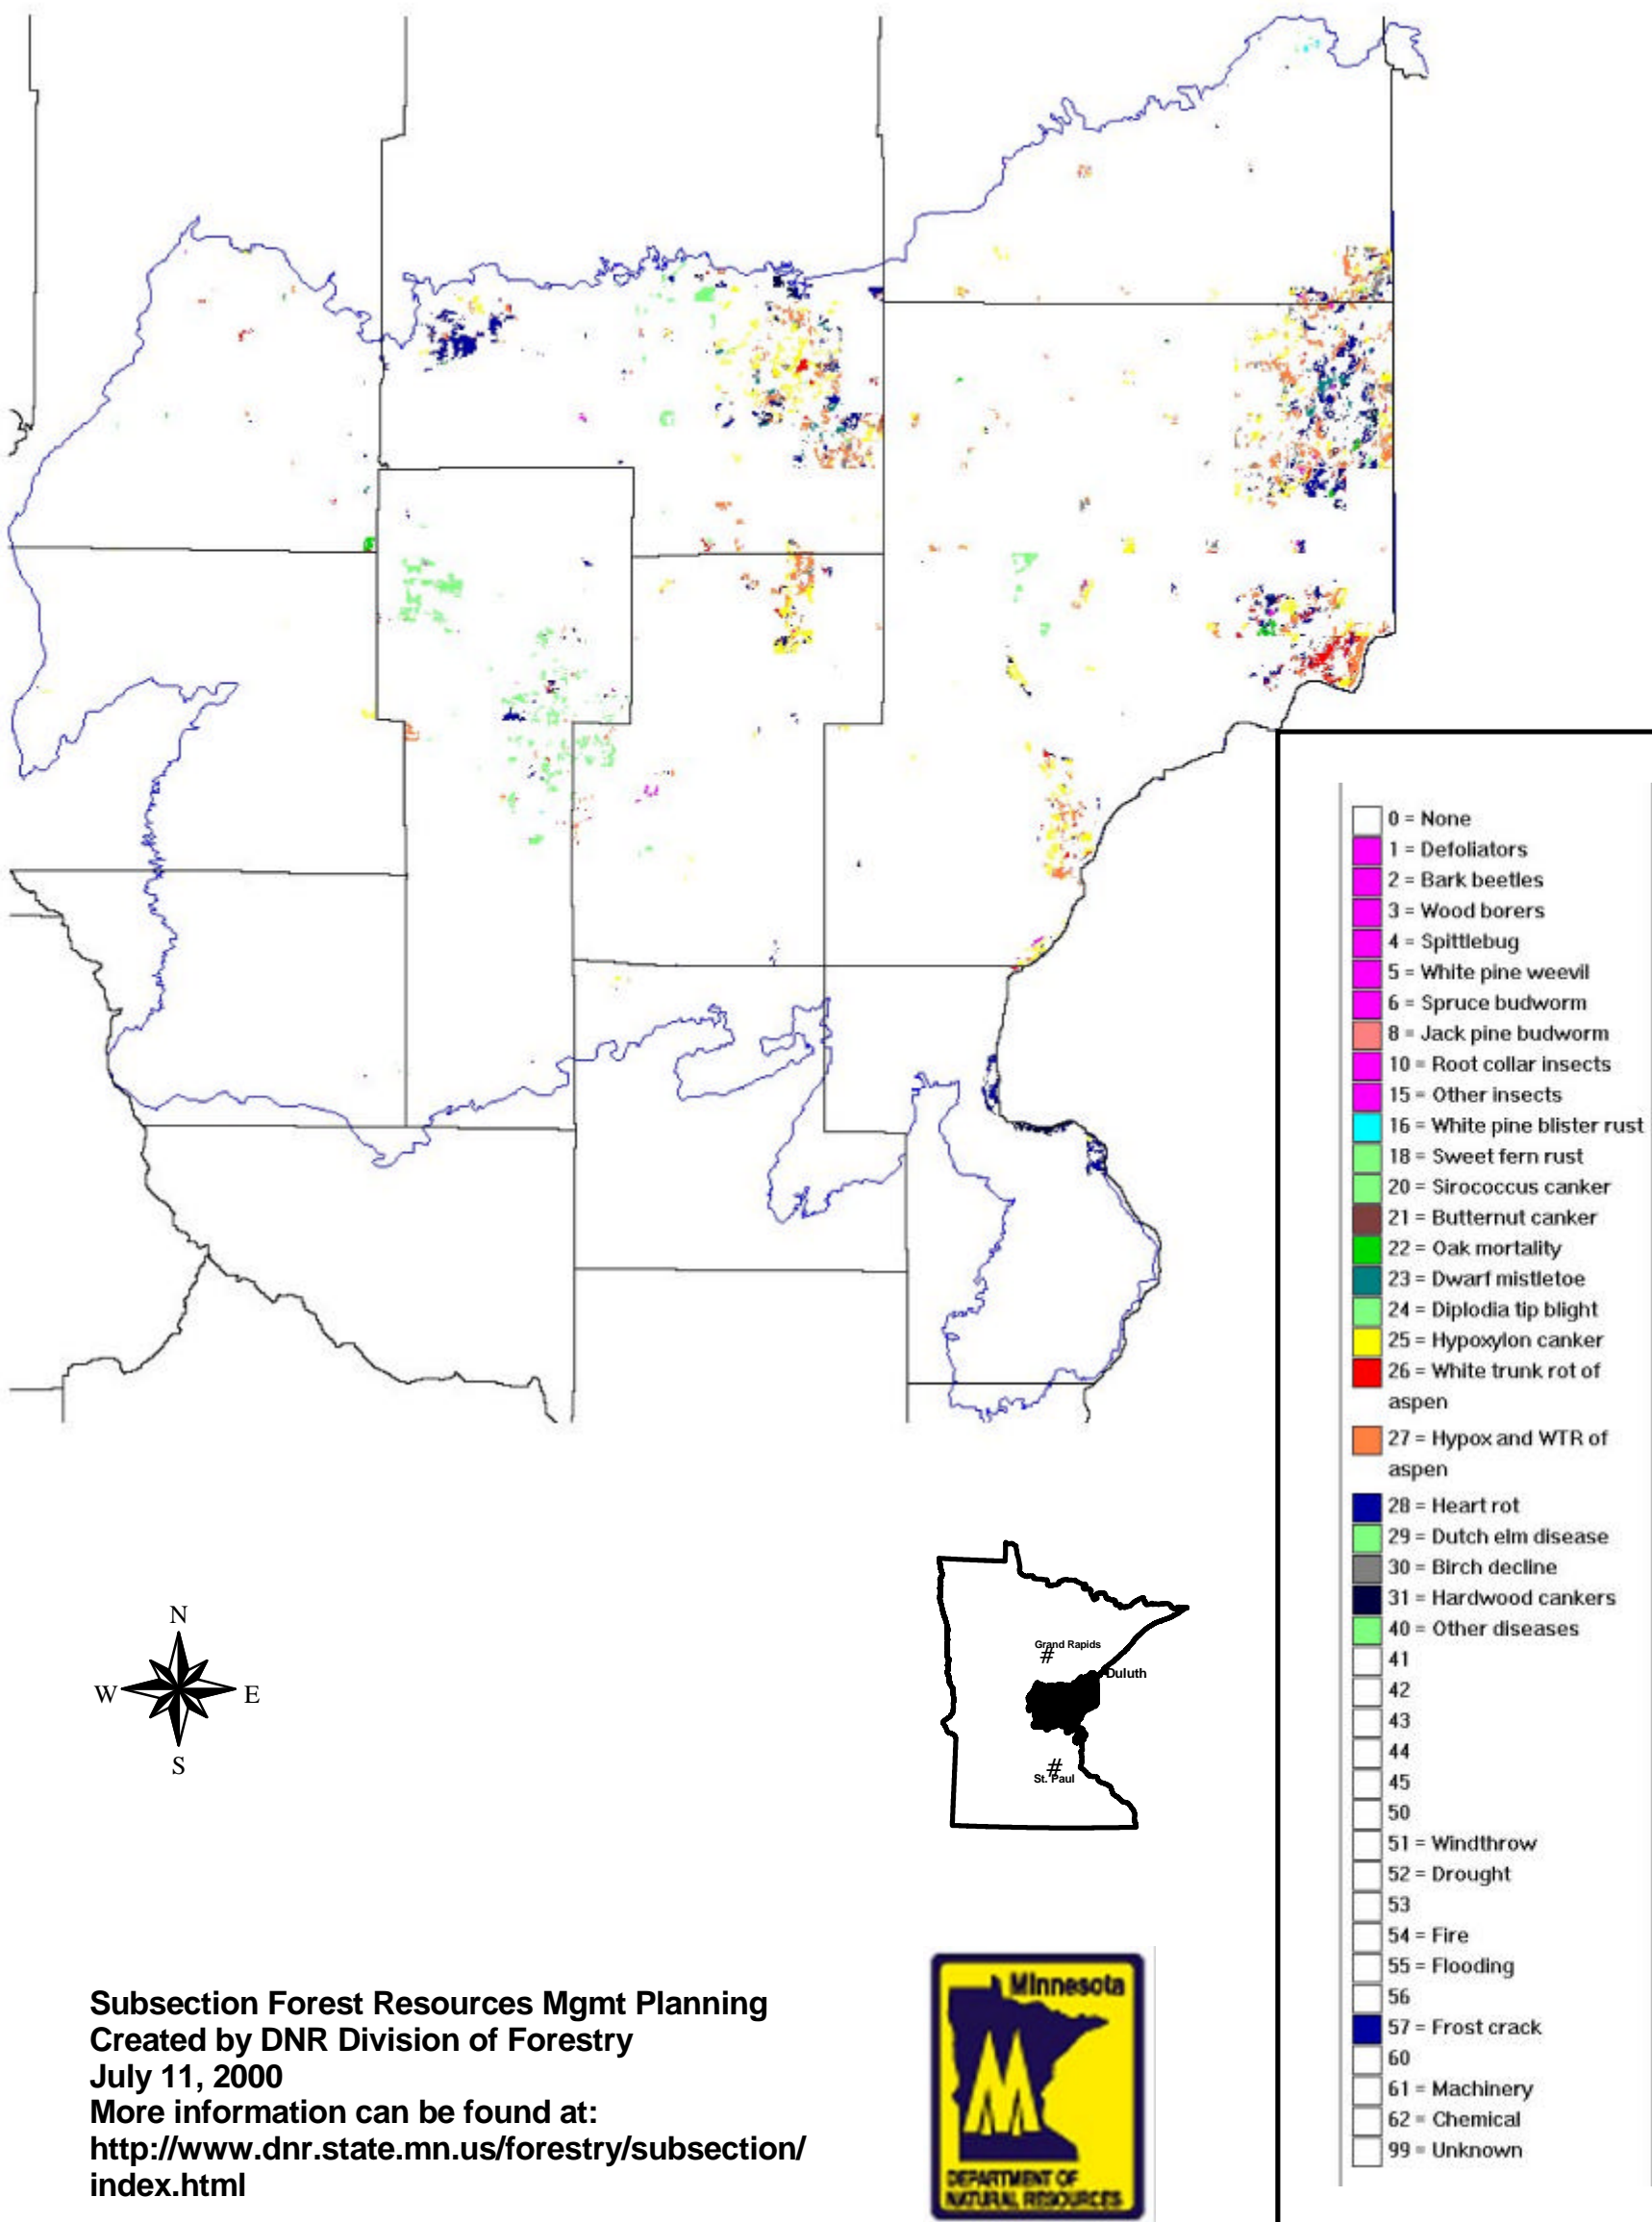 0 = None
1 = Defoliators
2 = Bark beetles
3 = Wood borers
4 = Spittlebug
5 = White pine weevil
6 = Spruce budworm
8 = Jack pine budworm
10 = Root collar insects
15 = Other insects
16 = White pine blister rust
18 = Sweet fern rust
20 = Sirococcus canker
21 = Butternut canker
22 = Oak mortality
23 = Dwarf mistletoe
24 = Diplodia tip blight
25 = Hypoxylon canker
26 = White trunk rot of
aspen
27 = Hypox and WTR of
aspen
28 = Heart rot
29 = Dutch elm disease
30 = Birch decline
31 = Hardwood cankers
40 = Other diseases
41
42
43
44
45
50
51 = Windthrow
52 = Drought
53
54 = Fire
55 = Flooding
56
57 = Frost crack
60
61 = Machinery
62 = Chemical
99 = Unknown
N
W E
S
Grand Rapids
#
Duluth
#
St. Paul
Subsection Forest Resources Mgmt Planning
Created by DNR Division of Forestry
July 11, 2000
More information can be found at:
http://www.dnr.state.mn.us/forestry/subsection/
index.html
Minnesota
DEPARTMENT OF
NATURAL RESOURCES